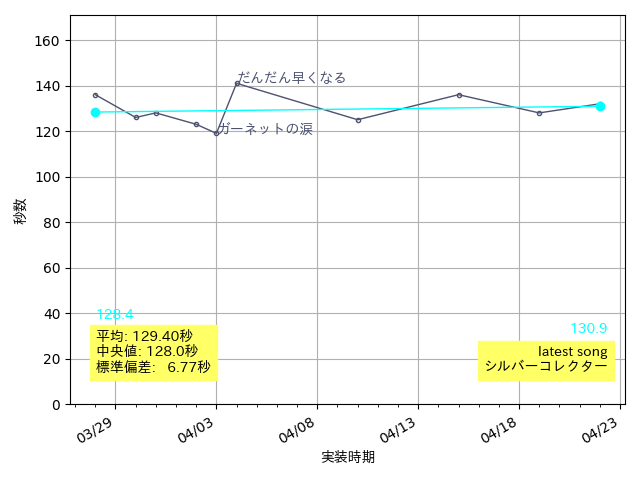 160
140
120
100
80
60
40
20
0
秒数
だんだん早くなる
ガーネットの涙
128.4
平均: 129.40秒
中央値: 128.0秒
標準偏差: 6.77秒
130.9
latest song
シルバーコレクター
03/29
04/03
04/08
04/13
04/18
04/23
実装時期